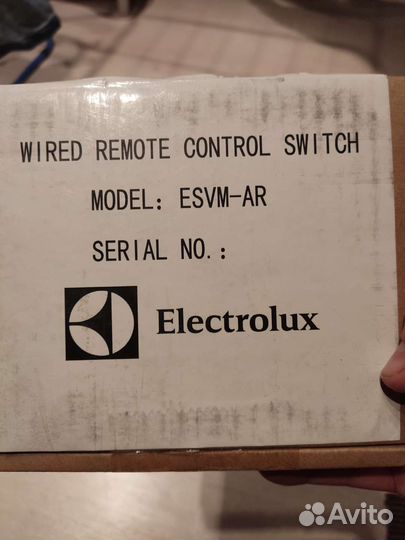 WIRED REMOTE CONTROL SWITCH
MODEL: ESVM-AR
SERIAL NO.:
Electrolux
Avito